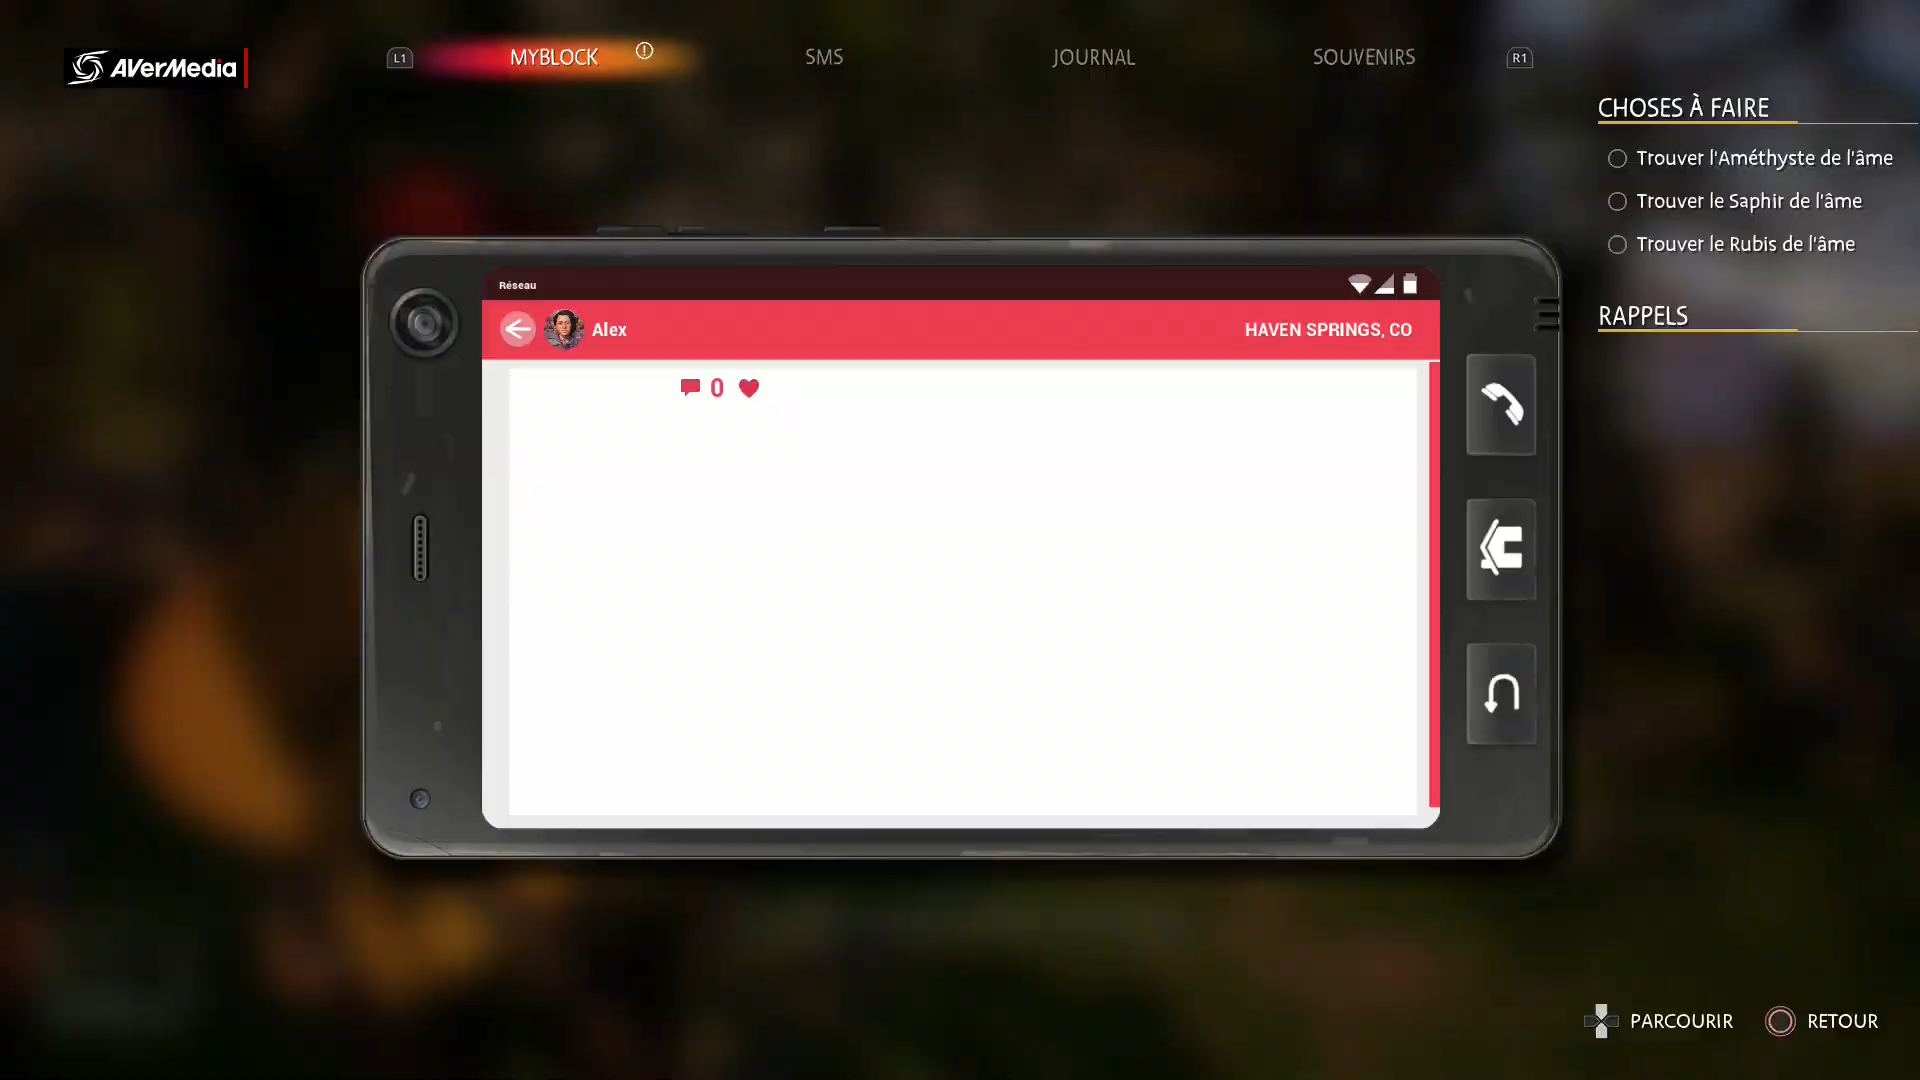 AVerMedia
L1
MYBLOCK
SMS
JOURNAL
SOUVENIRS
R1
CHOSES À FAIRE
Trouver l'Améthyste de l'âme
Trouver le Saphir de l'âme
Trouver le Rubis de l'âme
RAPPELS
Réseau
Alex
HAVEN SPRINGS, CO
0
PARCOURIR
RETOUR